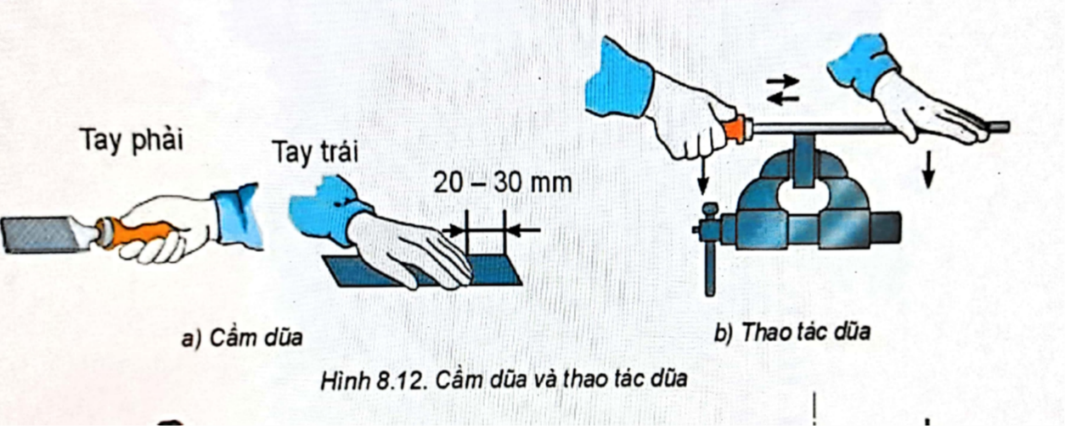 Tay phải
Tay trái
20 – 30 mm
a) Cầm dũa
b) Thao tác dũa
Hình 8.12. Cầm dũa và thao tác dũa